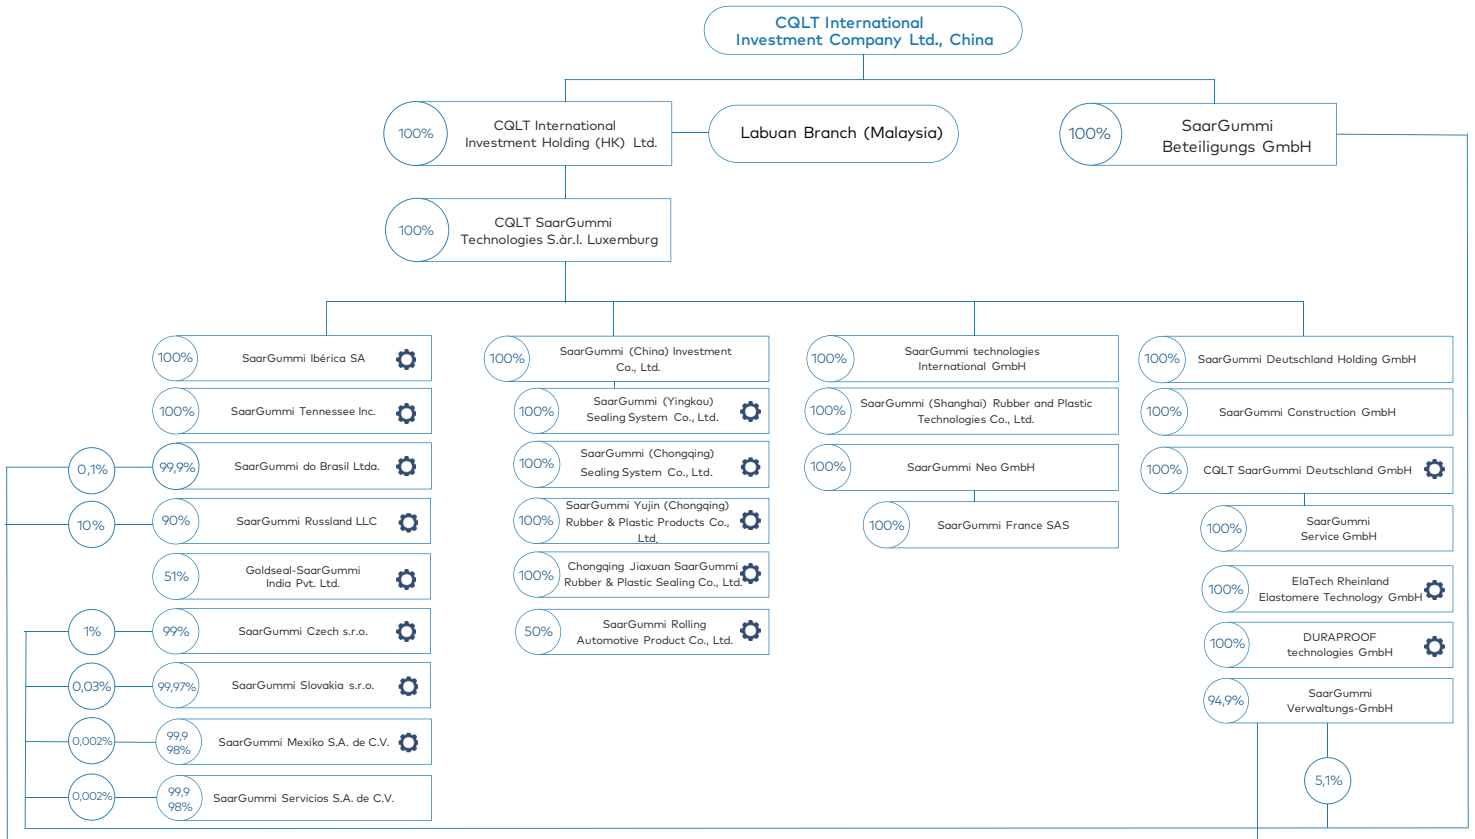 CQLT International
Investment Company Ltd., China
100%
CQLT International
Investment Holding (HK) Ltd.
Labuan Branch (Malaysia)
100%
SaarGummi
Beteiligungs GmbH
100%
CQLT SaarGummi
Technologies S.àr.l. Luxemburg
100%
SaarGummi Ibérica SA
100%
SaarGummi Tennessee Inc.
0,1%
99,9%
SaarGummi do Brasil Ltda.
10%
90%
SaarGummi Russland LLC
51%
Goldseal-SaarGummi
India Pvt. Ltd.
1%
99%
SaarGummi Czech s.r.o.
0,03%
99,97%
SaarGummi Slovakia s.r.o.
0,002%
99,9
98%
SaarGummi Mexiko S.A. de C.V.
0,002%
99,9
98%
SaarGummi Servicios S.A. de C.V.
100%
SaarGummi (China) Investment
Co., Ltd.
100%
SaarGummi (Yingkou)
Sealing System Co., Ltd.
100%
SaarGummi (Chongqing)
Sealing System Co., Ltd.
100%
SaarGummi Yujin (Chongqing)
Rubber & Plastic Products Co.,
Ltd.
100%
Chongqing Jiaxuan SaarGummi
Rubber & Plastic Sealing Co., Ltd.
50%
SaarGummi Rolling
Automotive Product Co., Ltd.
100%
SaarGummi technologies
International GmbH
100%
SaarGummi (Shanghai) Rubber and Plastic
Technologies Co., Ltd.
100%
SaarGummi Neo GmbH
100%
SaarGummi France SAS
100%
SaarGummi Deutschland Holding GmbH
100%
SaarGummi Construction GmbH
100%
CQLT SaarGummi Deutschland GmbH
100%
SaarGummi
Service GmbH
100%
ElaTech Rheinland
Elastomere Technology GmbH
100%
DURAPROOF
technologies GmbH
94,9%
SaarGummi
Verwaltungs-GmbH
5,1%